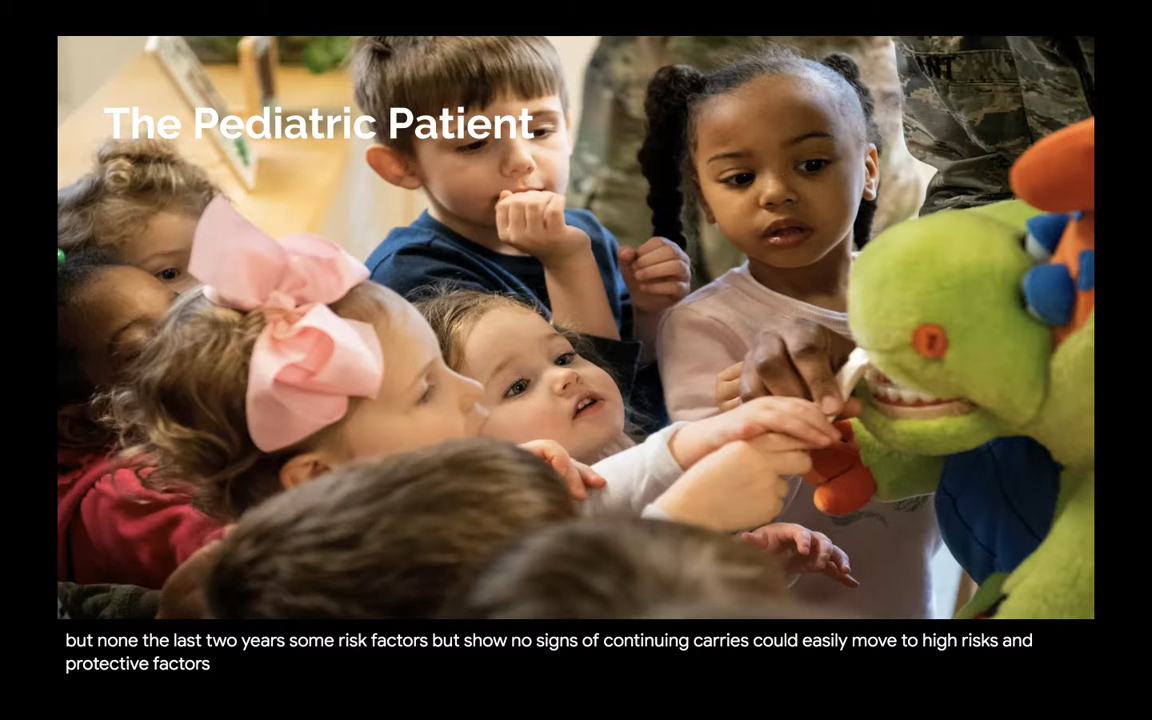 The Pediatric Patient
ANT
but none the last two years some risk factors but show no signs of continuing carries could easily move to high risks and
protective factors